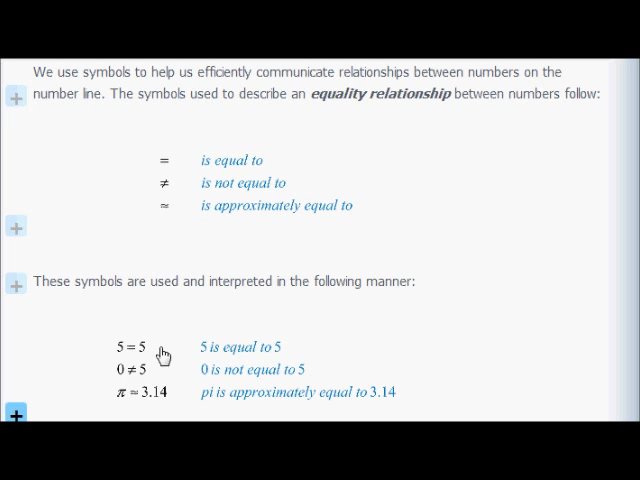 We use symbols to help us efficiently communicate relationships between numbers on the
number line. The symbols used to describe an equality relationship between numbers follow:
= is equal to
≠ is not equal to
≈ is approximately equal to
These symbols are used and interpreted in the following manner:
5 = 5 5 is equal to 5
0 ≠ 5 0 is not equal to 5
π ≈ 3.14 pi is approximately equal to 3.14